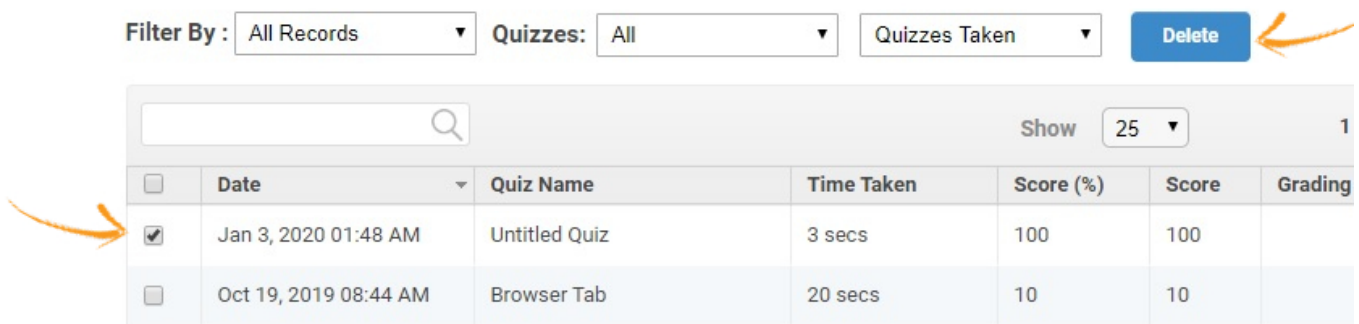 Filter By : All Records Quizzes: All Quizzes Taken Delete
Show 25 1
Date Quiz Name Time Taken Score (%) Score Grading
Jan 3, 2020 01:48 AM Untitled Quiz 3 secs 100 100
Oct 19, 2019 08:44 AM Browser Tab 20 secs 10 10